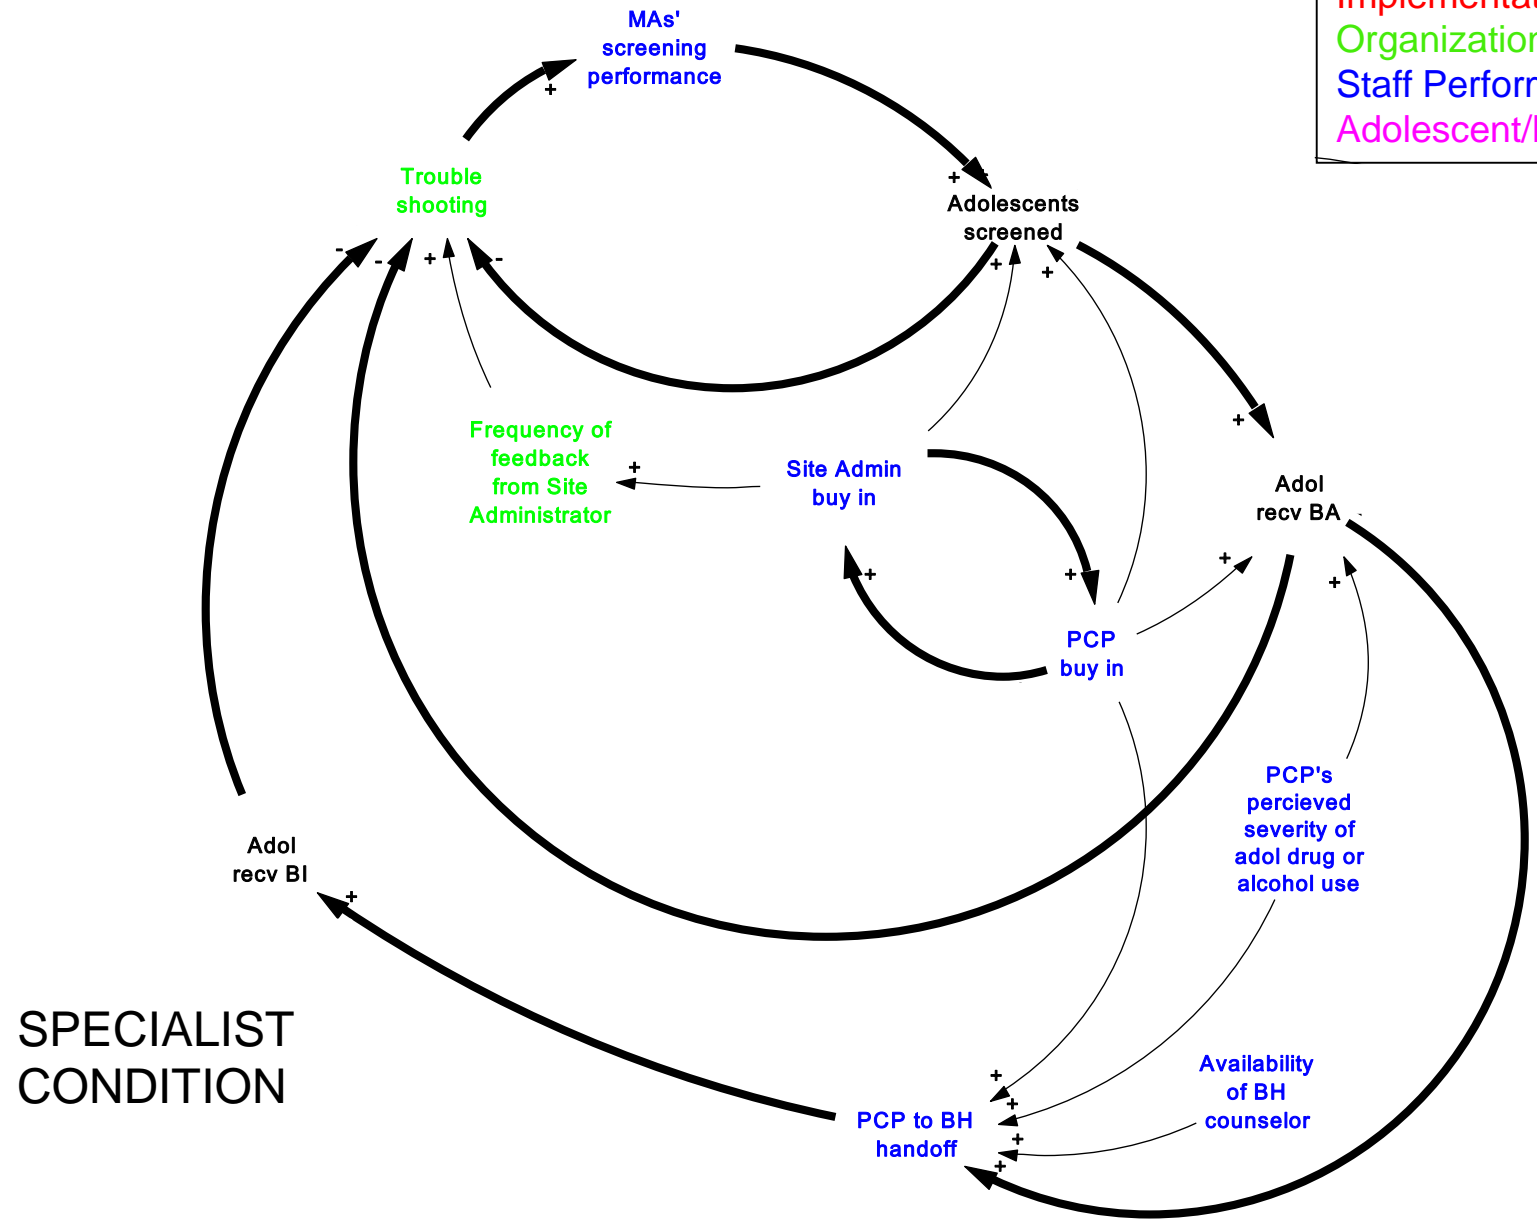 MAs'
screening
performance
Organization
Staff Perform
Adolescent/
Trouble
shooting
Adolescents
screened
Frequency of
feedback
from Site
Administrator
Site Admin
buy in
Adol
recv BA
PCP
buy in
PCP's
percieved
severity of
adol drug or
alcohol use
Adol
recv BI
SPECIALIST
CONDITION
Availability
of BH
counselor
PCP to BH
handoff